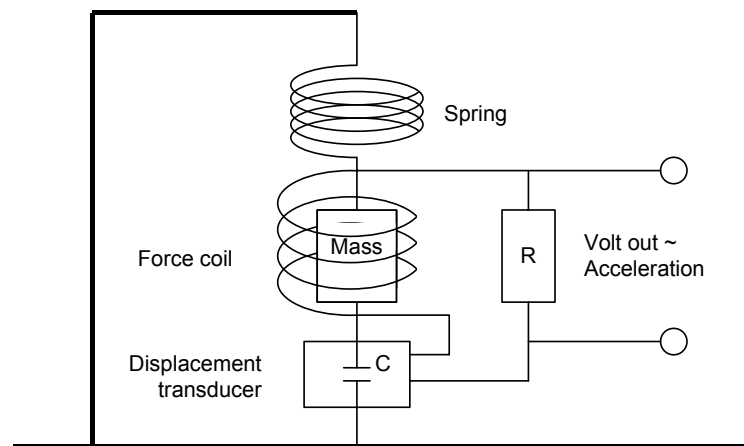 Spring
Mass
Force coil
R
Volt out ~
Acceleration
Displacement
transducer
C